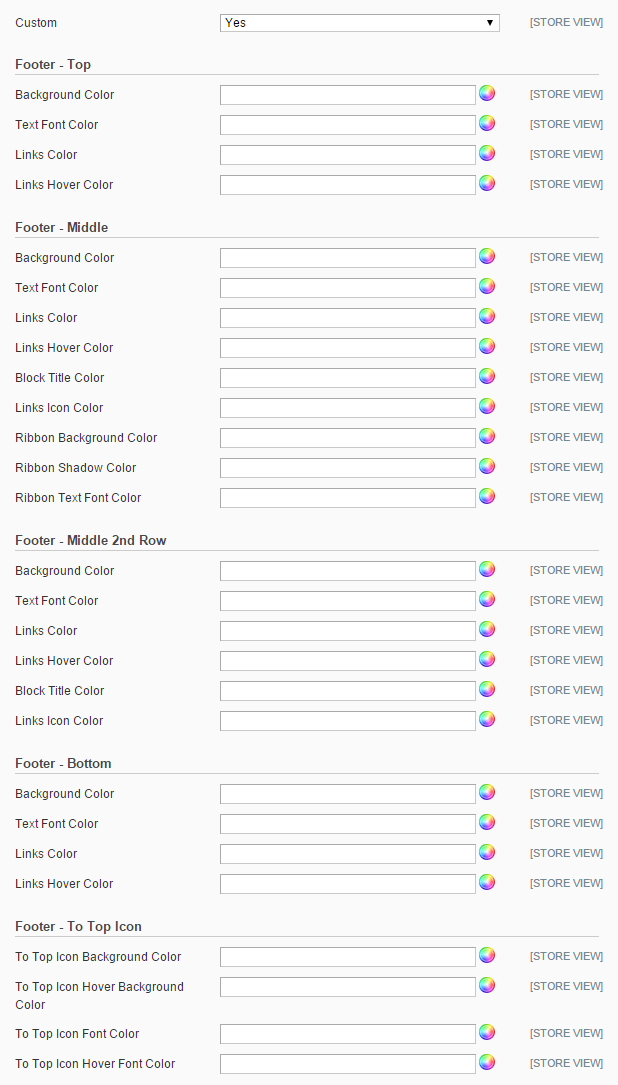 Custom Yes [STORE VIEW]
Footer - Top
Background Color [STORE VIEW]
Text Font Color [STORE VIEW]
Links Color [STORE VIEW]
Links Hover Color [STORE VIEW]
Footer - Middle
Background Color [STORE VIEW]
Text Font Color [STORE VIEW]
Links Color [STORE VIEW]
Links Hover Color [STORE VIEW]
Block Title Color [STORE VIEW]
Links Icon Color [STORE VIEW]
Ribbon Background Color [STORE VIEW]
Ribbon Shadow Color [STORE VIEW]
Ribbon Text Font Color [STORE VIEW]
Footer - Middle 2nd Row
Background Color [STORE VIEW]
Text Font Color [STORE VIEW]
Links Color [STORE VIEW]
Links Hover Color [STORE VIEW]
Block Title Color [STORE VIEW]
Links Icon Color [STORE VIEW]
Footer - Bottom
Background Color [STORE VIEW]
Text Font Color [STORE VIEW]
Links Color [STORE VIEW]
Links Hover Color [STORE VIEW]
Footer - To Top Icon
To Top Icon Background Color [STORE VIEW]
To Top Icon Hover Background [STORE VIEW]
Color
To Top Icon Font Color [STORE VIEW]
To Top Icon Hover Font Color [STORE VIEW]